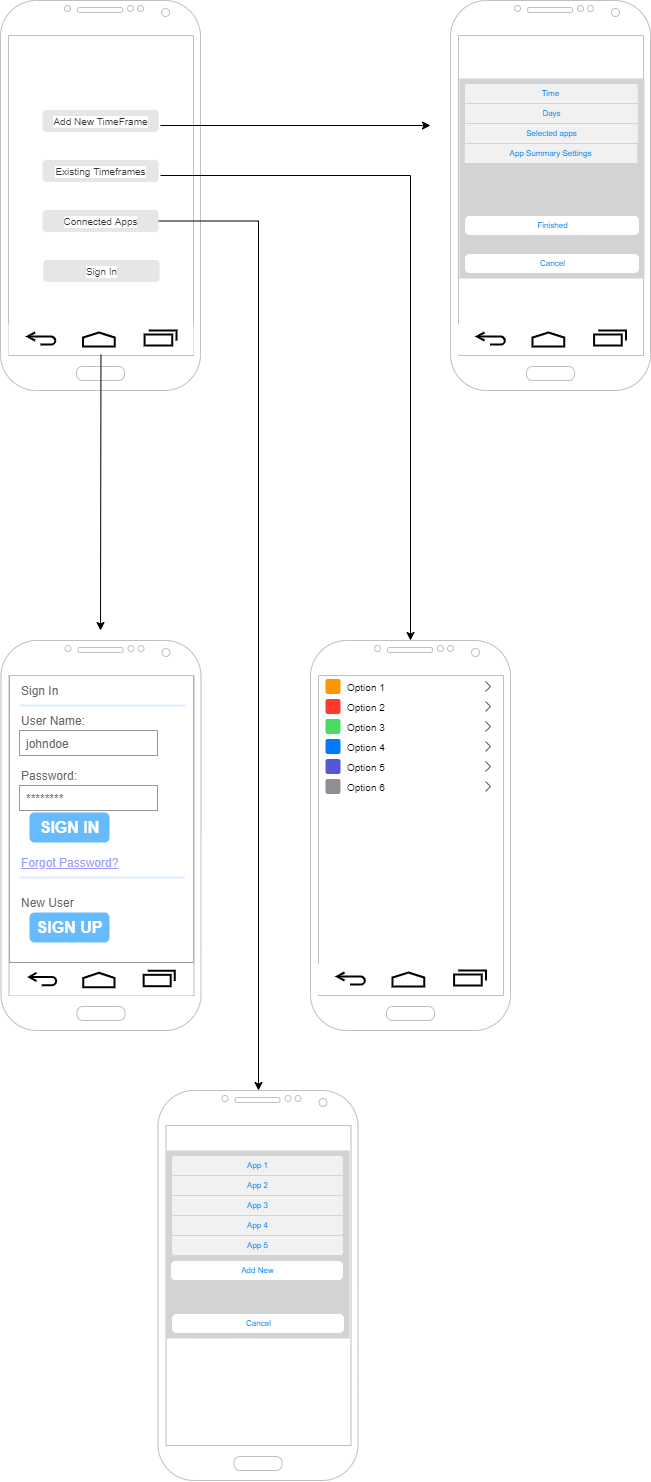 Add New TimeFrame
Existing Timeframes
Connected Apps
Sign In
Time
Days
Selected apps
App Summary Settings
Finished
Cancel
Sign In
User Name:
johndoe
Password:
********
SIGN IN
Forgot Password?
New User
SIGN UP
Option 1
Option 2
Option 3
Option 4
Option 5
Option 6
App 1
App 2
App 3
App 4
App 5
Add New
Cancel